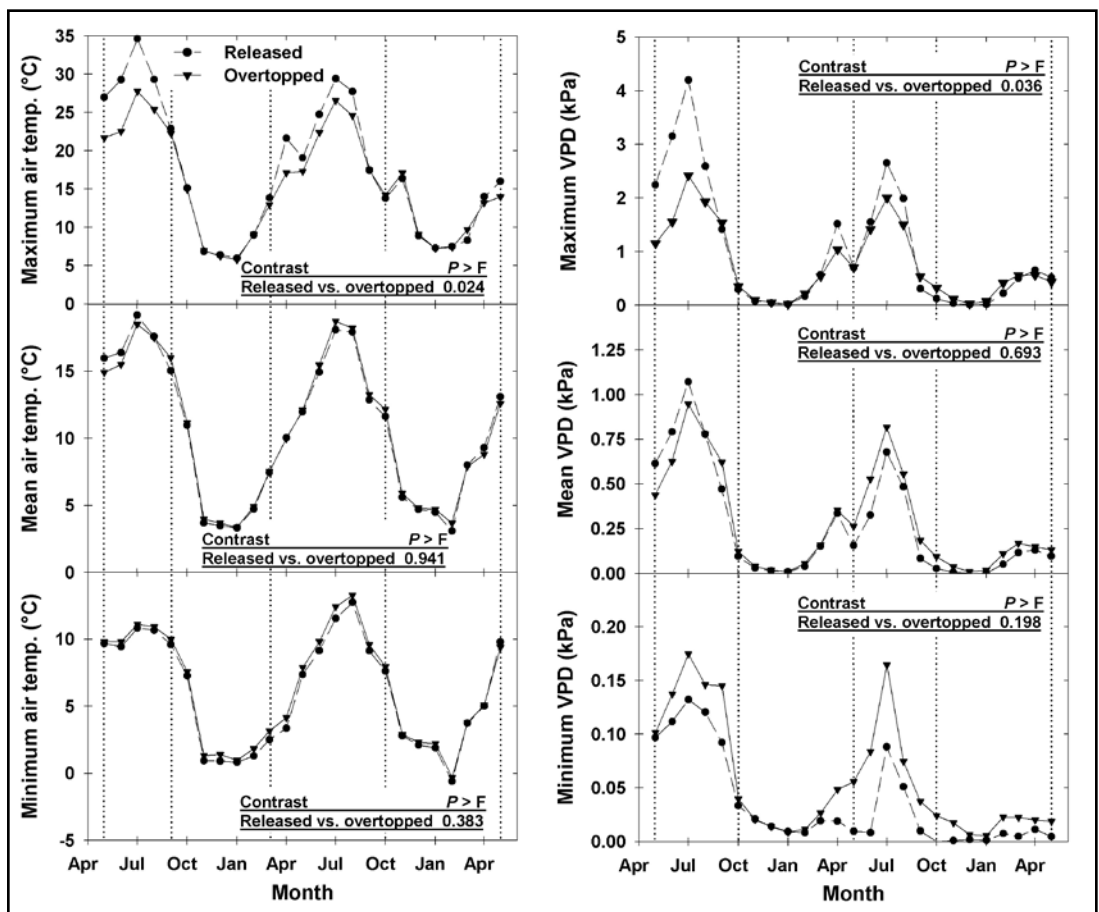 Maximum air temp. (°C)
35
30
25
20
15
10
5
0
Released
Overtopped
Contrast P > F
Released vs. overtopped 0.024
Mean air temp. (°C)
15
10
5
0
Contrast P > F
Released vs. overtopped 0.941
Minimum air temp. (°C)
10
5
0
-5
Contrast P > F
Released vs. overtopped 0.383
Apr Jul Oct Jan Apr Jul Oct Jan Apr
Month
Maximum VPD (kPa)
5
4
3
2
1
0
Contrast P > F
Released vs. overtopped 0.036
Mean VPD (kPa)
1.25
1.00
0.75
0.50
0.25
0.00
Contrast P > F
Released vs. overtopped 0.693
Minimum VPD (kPa)
0.20
0.15
0.10
0.05
0.00
Contrast P > F
Released vs. overtopped 0.198
Apr Jul Oct Jan Apr Jul Oct Jan Apr
Month